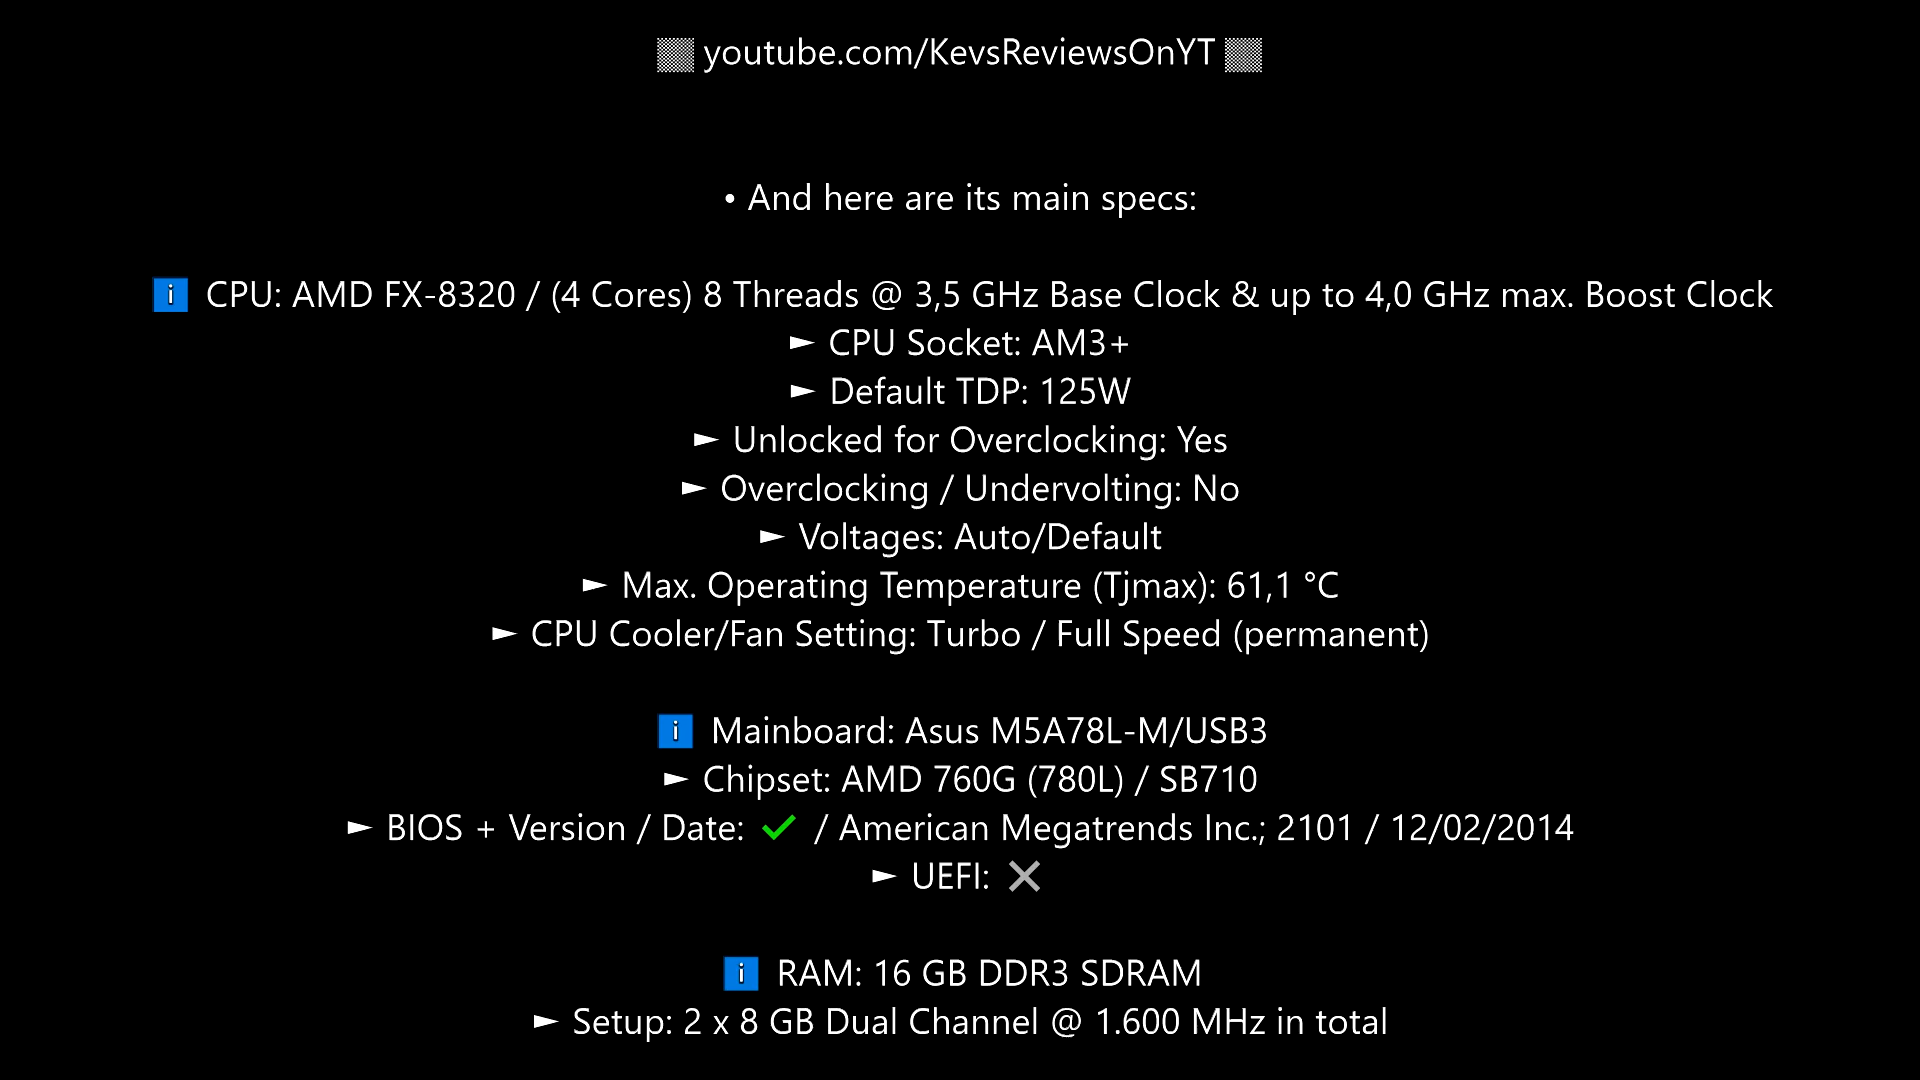 ▒▒ youtube.com/KevsReviewsOnYT ▒▒
• And here are its main specs:
ℹ️ CPU: AMD FX-8320 / (4 Cores) 8 Threads @ 3,5 GHz Base Clock & up to 4,0 GHz max. Boost Clock
► CPU Socket: AM3+
► Default TDP: 125W
► Unlocked for Overclocking: Yes
► Overclocking / Undervolting: No
► Voltages: Auto/Default
► Max. Operating Temperature (Tjmax): 61,1 °C
► CPU Cooler/Fan Setting: Turbo / Full Speed (permanent)
ℹ️ Mainboard: Asus M5A78L-M/USB3
► Chipset: AMD 760G (780L) / SB710
► BIOS + Version / Date: ✔ / American Megatrends Inc.; 2101 / 12/02/2014
► UEFI: ✖
ℹ️ RAM: 16 GB DDR3 SDRAM
► Setup: 2 x 8 GB Dual Channel @ 1.600 MHz in total